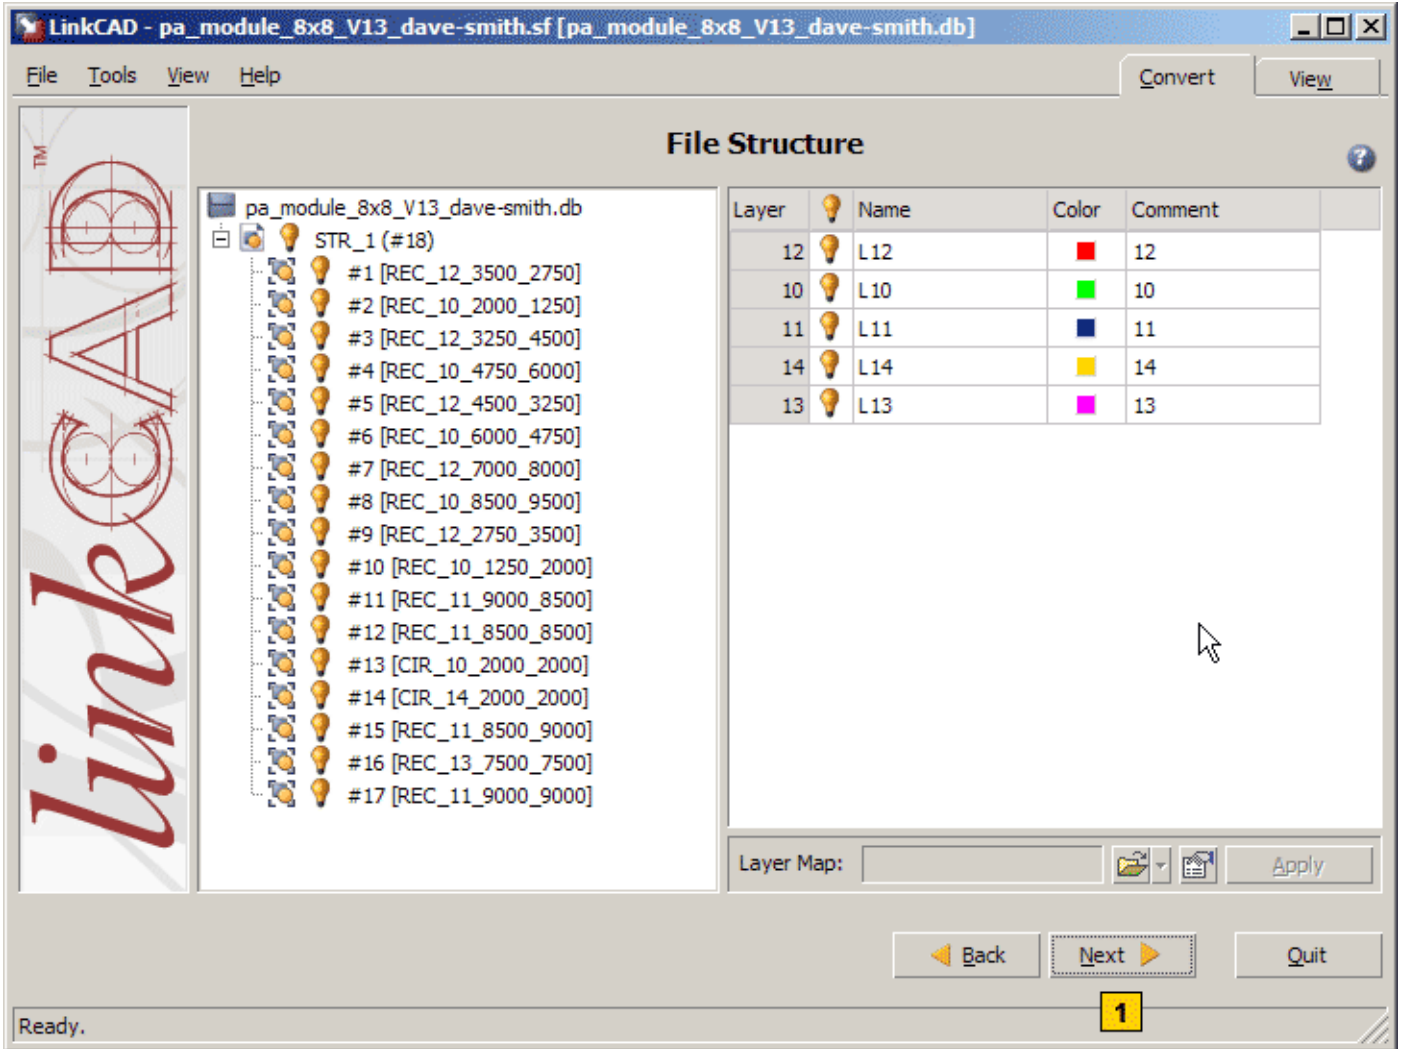 LinkCAD - pa_module_8x8_V13_dave-smith.sf [pa_module_8x8_V13_dave-smith.db]
File Tools View Help Convert View
linkCAD™
File Structure
pa_module_8x8_V13_dave-smith.db
STR_1 (#18)
#1 [REC_12_3500_2750]
#2 [REC_10_2000_1250]
#3 [REC_12_3250_4500]
#4 [REC_10_4750_6000]
#5 [REC_12_4500_3250]
#6 [REC_10_6000_4750]
#7 [REC_12_7000_8000]
#8 [REC_10_8500_9500]
#9 [REC_12_2750_3500]
#10 [REC_10_1250_2000]
#11 [REC_11_9000_8500]
#12 [REC_11_8500_8500]
#13 [CIR_10_2000_2000]
#14 [CIR_14_2000_2000]
#15 [REC_11_8500_9000]
#16 [REC_13_7500_7500]
#17 [REC_11_9000_9000]
Layer Name Color Comment
12 L12 12
10 L10 10
11 L11 11
14 L14 14
13 L13 13
Layer Map: Apply
Back Next Quit
1
Ready.